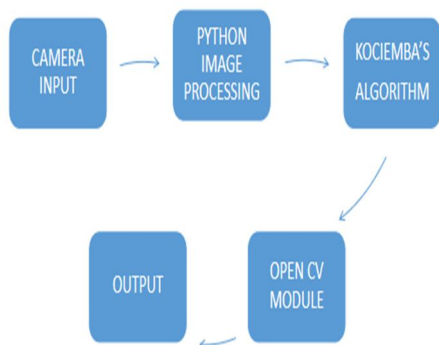 CAMERA
INPUT
PYTHON
IMAGE
PROCESSING
KOCIEMBA'S
ALGORITHM
OPEN CV
MODULE
OUTPUT